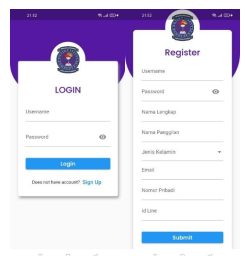 21:52
LOGIN
Username
Password
Login
Does not have account? Sign Up
21:52
Register
Username
Password
Nama Lengkap
Nama Panggilan
Jenis Kelamin
Email
Nomor Pribadi
Id Line
Submit